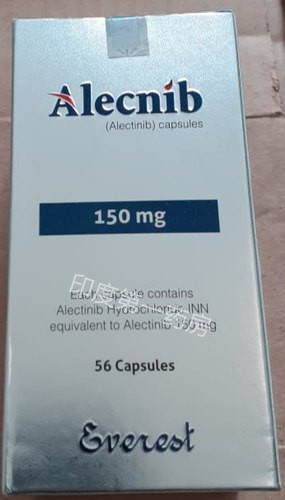 Alecnib
(Alectinib) capsules
150 mg
Each capsule contains
Alectinib Hydrochloride INN
equivalent to Alectinib 150 mg
56 Capsules
Everest